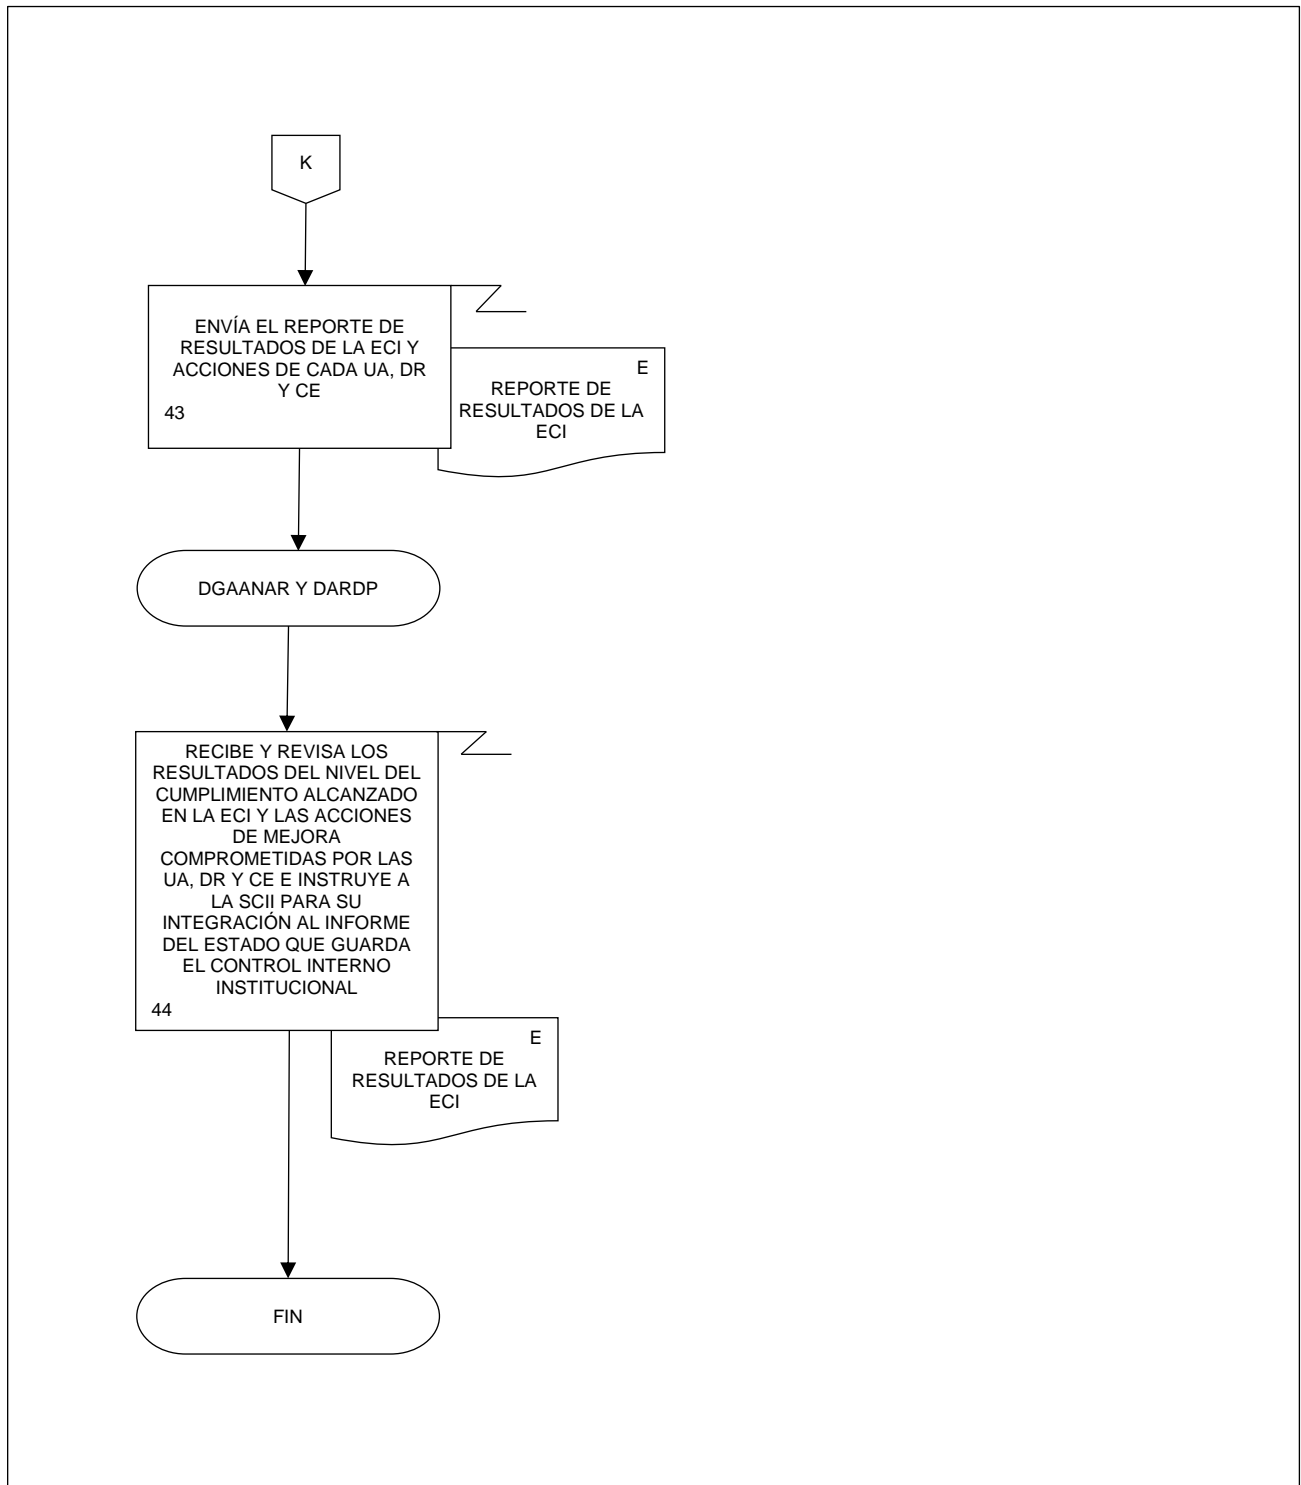 K
ENVÍA EL REPORTE DE
RESULTADOS DE LA ECI Y
ACCIONES DE CADA UA, DR
Y CE
43
E
REPORTE DE
RESULTADOS DE LA
ECI
DGAANAR Y DARDP
RECIBE Y REVISA LOS
RESULTADOS DEL NIVEL DEL
CUMPLIMIENTO ALCANZADO
EN LA ECI Y LAS ACCIONES
DE MEJORA
COMPROMETIDAS POR LAS
UA, DR Y CE E INSTRUYE A
LA SCII PARA SU
INTEGRACIÓN AL INFORME
DEL ESTADO QUE GUARDA
EL CONTROL INTERNO
INSTITUCIONAL
44
E
REPORTE DE
RESULTADOS DE LA
ECI
FIN